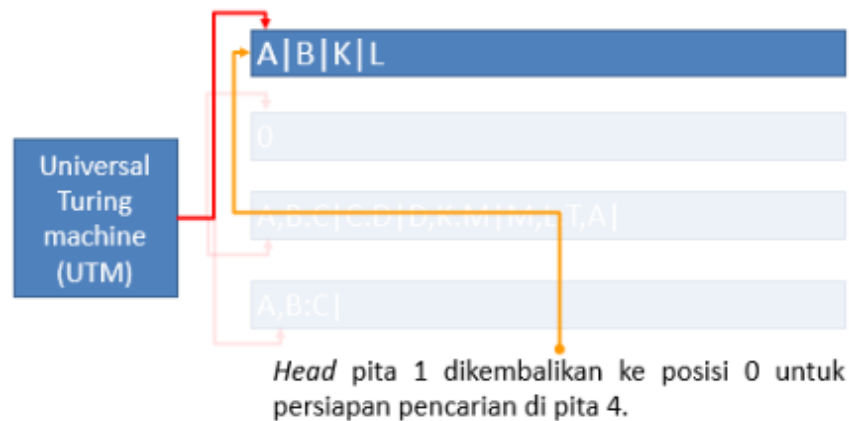 A|B|K|L
0
Universal
Turing
machine
(UTM)
A,B:C|C:D|D,K:M|M,L:T,A|
A,B:C|
Head pita 1 dikembalikan ke posisi 0 untuk
persiapan pencarian di pita 4.